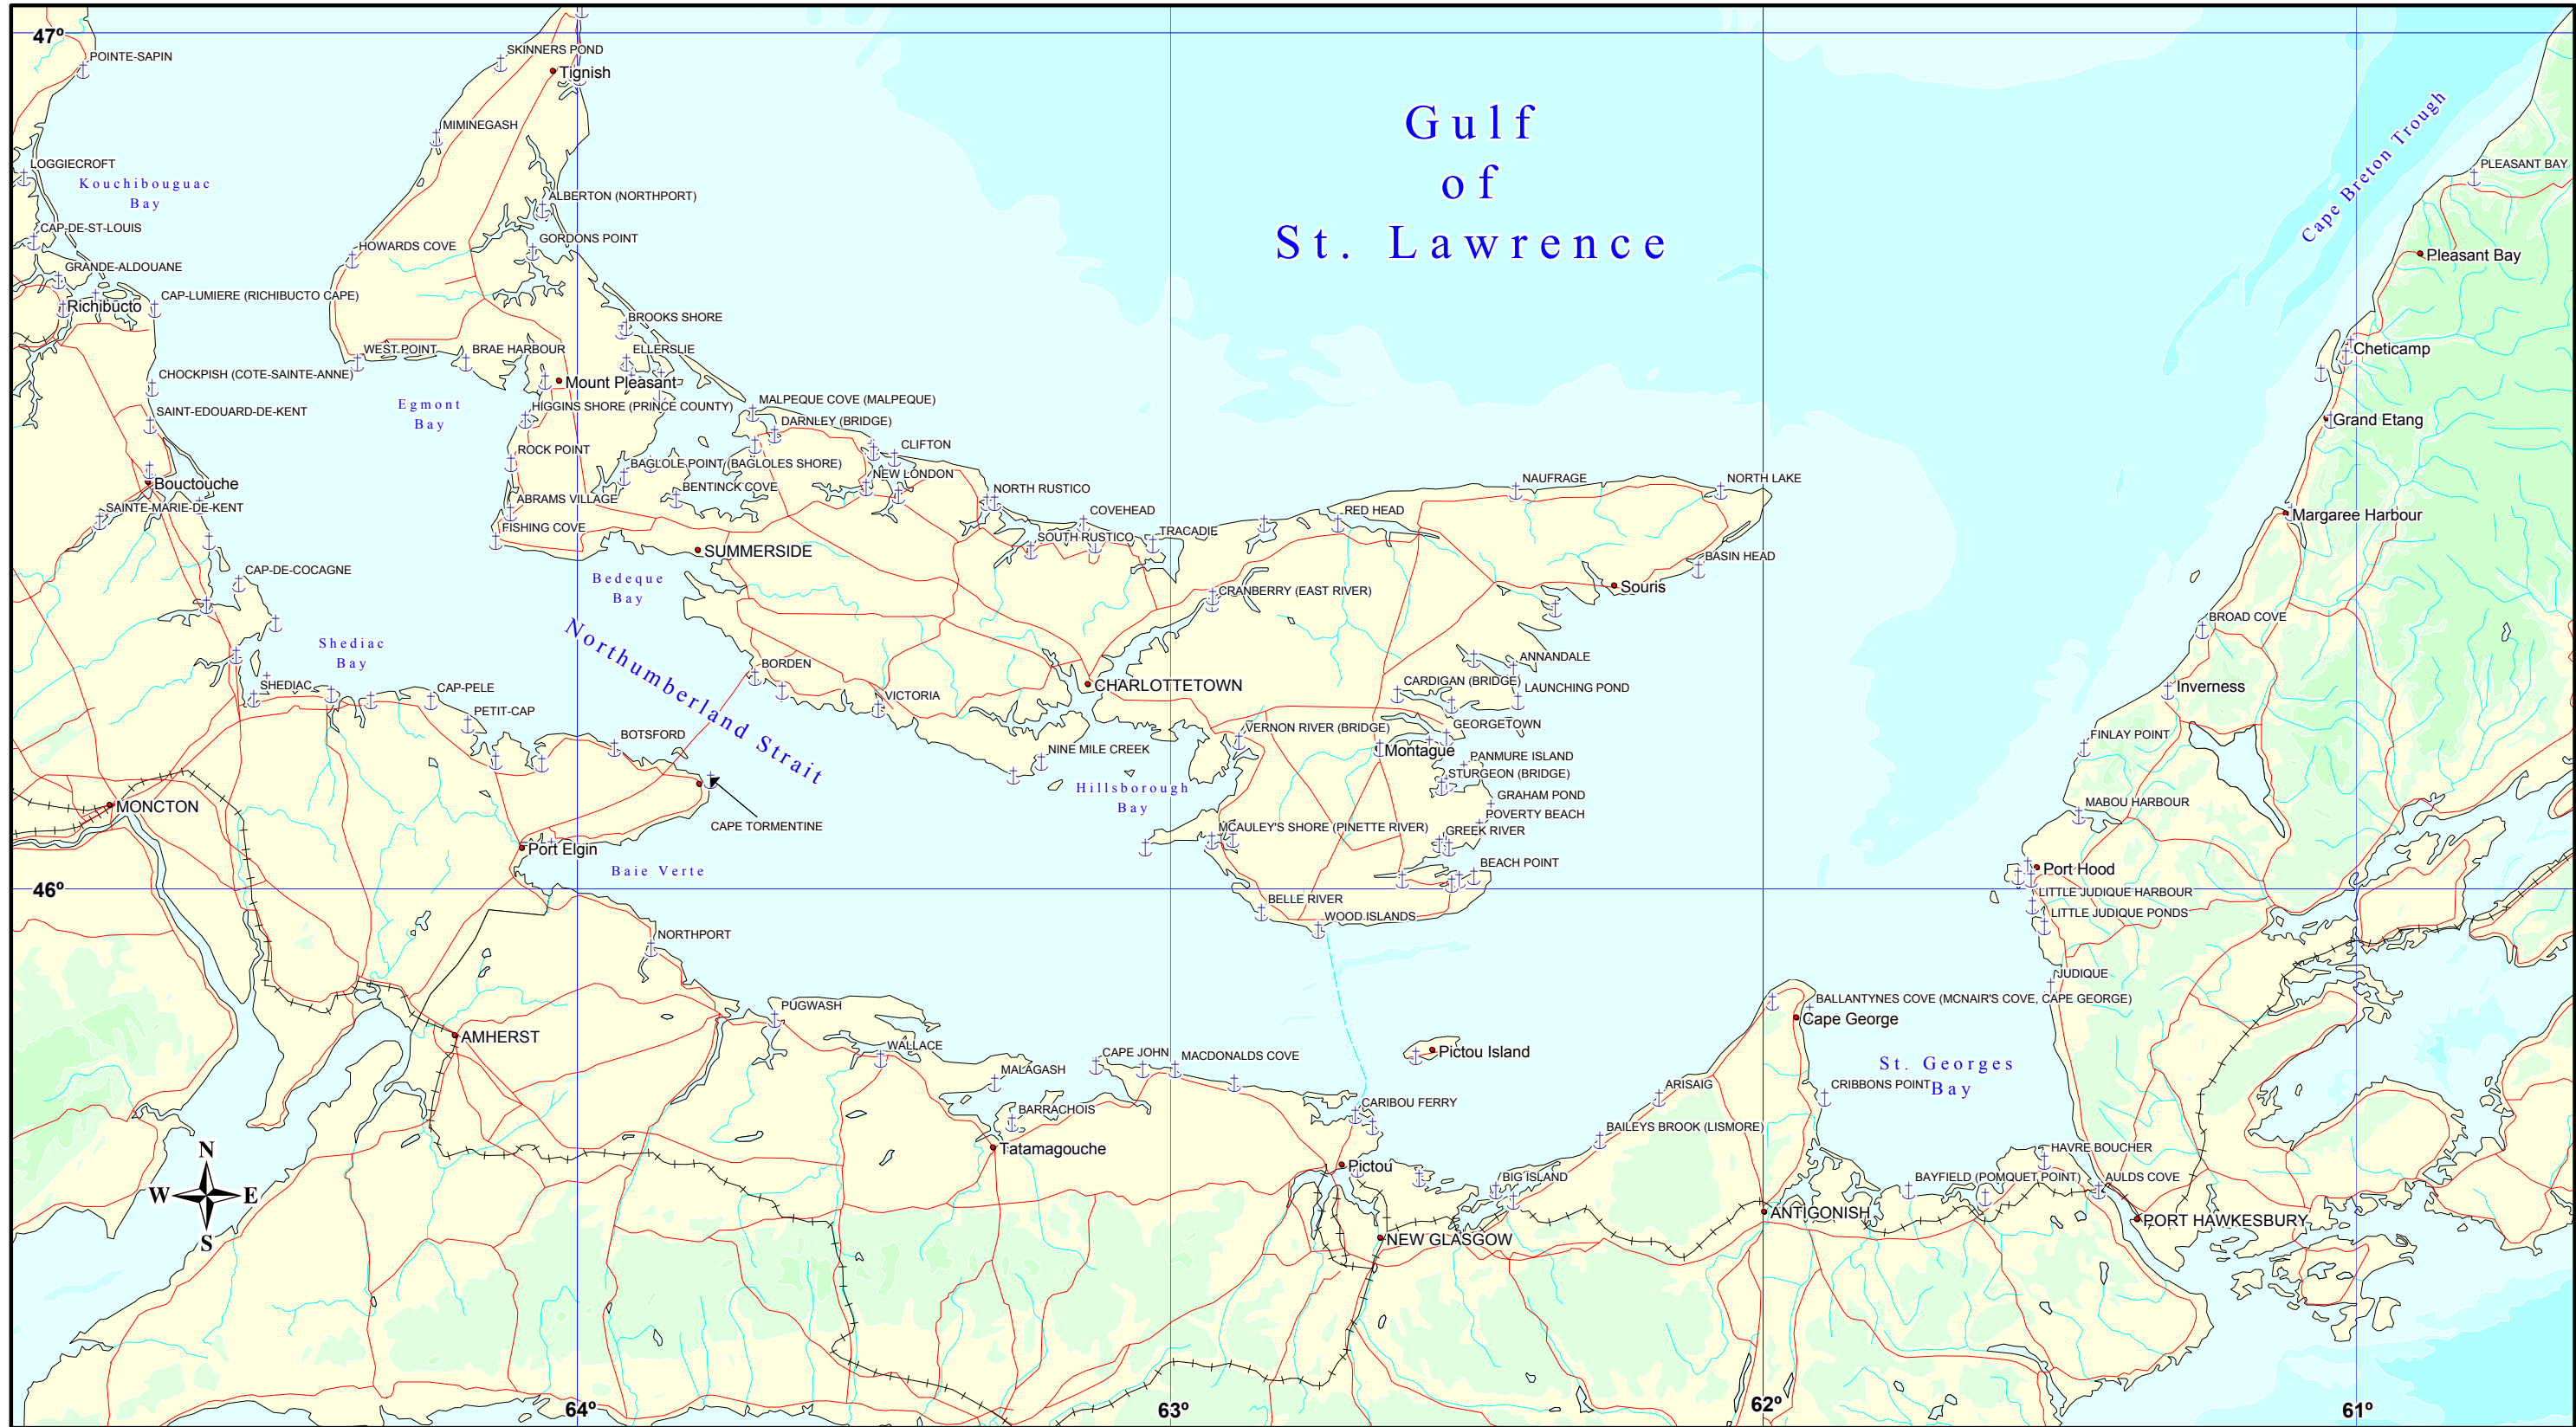 47º
POINTE-SAPIN
SKINNERS POND
Tignish
MIMINEGASH
Gulf
of
St. Lawrence
Cape Breton Trough
PLEASANT BAY
LOGGIECROFT
Kouchibouguac
Bay
ALBERTON (NORTHPORT)
CAP-DE-ST-LOUIS
HOWARDS COVE
GORDONS POINT
Pleasant Bay
GRANDE-ALDOUANE
Richibucto
CAP-LUMIERE (RICHIBUCTO CAPE)
BROOKS SHORE
WEST POINT
BRAE HARBOUR
ELLERSLIE
Cheticamp
CHOCKPISH (COTE-SAINTE-ANNE)
Mount Pleasant
Egmont
Bay
HIGGINS SHORE (PRINCE COUNTY)
MALPEQUE COVE (MALPEQUE)
SAINT-EDOUARD-DE-KENT
DARNLEY (BRIDGE)
Grand Etang
ROCK POINT
CLIFTON
BAGLOLE POINT (BAGLOLES SHORE)
NEW LONDON
Bouctouche
BENTINCK COVE
NAUFRAGE
NORTH LAKE
SAINTE-MARIE-DE-KENT
ABRAMS VILLAGE
NORTH RUSTICO
COVEHEAD
RED HEAD
Margaree Harbour
FISHING COVE
TRACADIE
SOUTH RUSTICO
SUMMERSIDE
BASIN HEAD
CAP-DE-COCAGNE
Bedeque
Bay
CRANBERRY (EAST RIVER)
Souris
BROAD COVE
Northumberland Strait
Shediac
Bay
BORDEN
ANNANDALE
SHEDIAC
CAP-PELE
CHARLOTTETOWN
CARDIGAN (BRIDGE)
LAUNCHING POND
Inverness
VICTORIA
PETIT-CAP
GEORGETOWN
VERNON RIVER (BRIDGE)
BOTSFORD
NINE MILE CREEK
Montague
FINLAY POINT
PANMURE ISLAND
STURGEON (BRIDGE)
Hillsborough
Bay
GRAHAM POND
MONCTON
MABOU HARBOUR
POVERTY BEACH
CAPE TORMENTINE
MCAULEY'S SHORE (PINETTE RIVER)
GREEK RIVER
Port Elgin
BEACH POINT
Port Hood
Baie Verte
46º
LITTLE JUDIQUE HARBOUR
BELLE RIVER
WOOD ISLANDS
LITTLE JUDIQUE PONDS
NORTHPORT
JUDIQUE
PUGWASH
BALLANTYNES COVE (MCNAIR'S COVE, CAPE GEORGE)
Cape George
AMHERST
WALLACE
CAPE JOHN
MACDONALDS COVE
Pictou Island
St. Georges
Bay
MALAGASH
ARISAIG
CRIBBONS POINT
BARRACHOIS
CARIBOU FERRY
BAILEYS BROOK (LISMORE)
Tatamagouche
HAVRE BOUCHER
N
Pictou
BIG ISLAND
BAYFIELD (POMQUET POINT)
AULDS COVE
W
E
ANTIGONISH
PORT HAWKESBURY
S
NEW GLASGOW
64º
63º
62º
61º